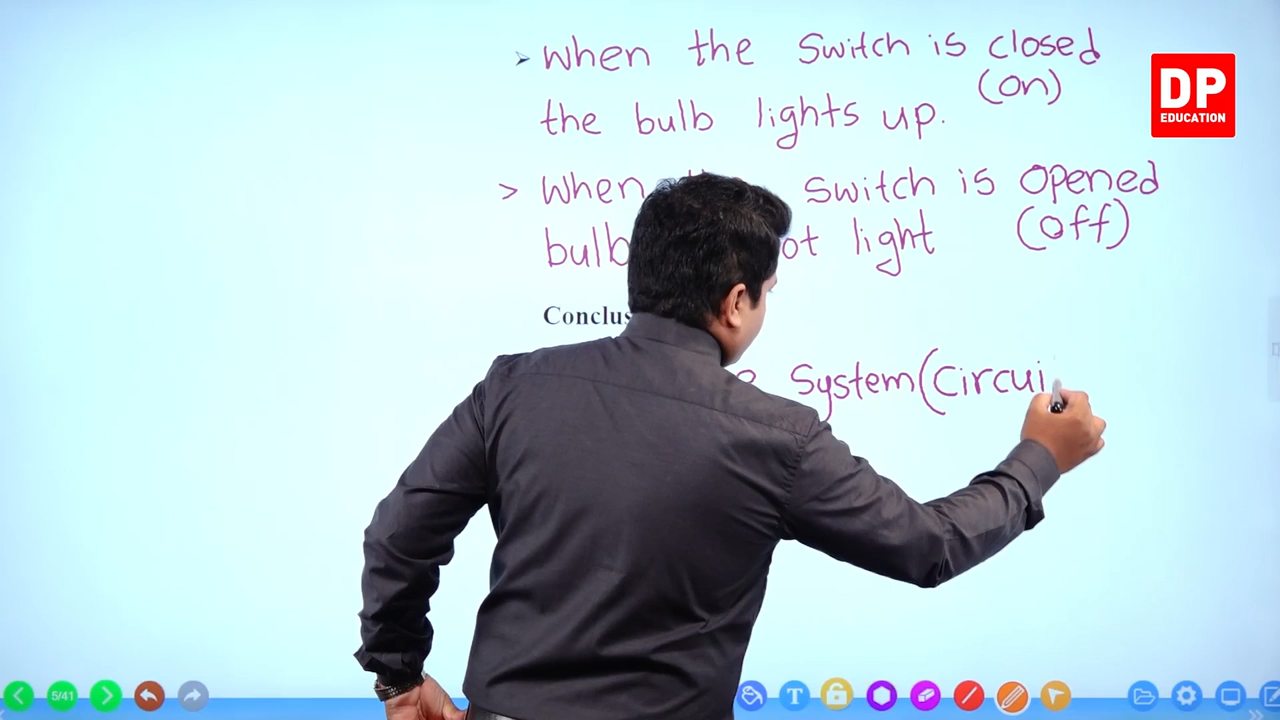 > When the Switch is closed
(on)
the bulb lights up.
> When Switch is opened
bulb light (off)
Conclus
System (Circui
DP
EDUCATION
5/41
T